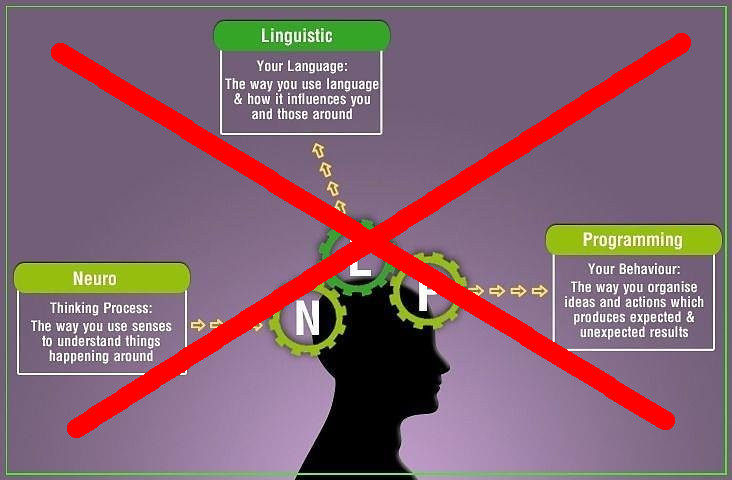 Linguistic
Your Language:
The way you use language
& how it influences you
and those around
Neuro
Thinking Process:
The way you use senses
to understand things
happening around
Programming
Your Behaviour:
The way you organise
ideas and actions which
produces expected &
unexpected results
N
L
P